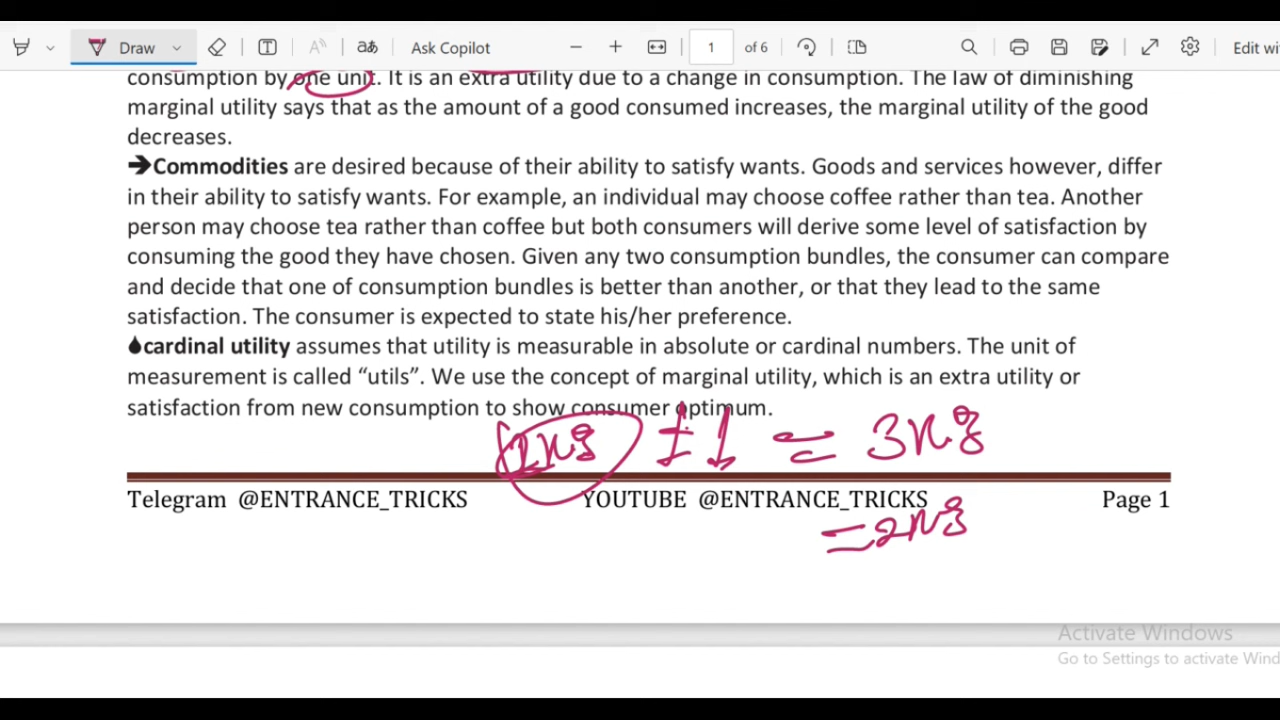 Draw
Ask Copilot
1 of 6
Edit wi
consumption by one unit. It is an extra utility due to a change in consumption. The law of diminishing
marginal utility says that as the amount of a good consumed increases, the marginal utility of the good
decreases.
➔Commodities are desired because of their ability to satisfy wants. Goods and services however, differ
in their ability to satisfy wants. For example, an individual may choose coffee rather than tea. Another
person may choose tea rather than coffee but both consumers will derive some level of satisfaction by
consuming the good they have chosen. Given any two consumption bundles, the consumer can compare
and decide that one of consumption bundles is better than another, or that they lead to the same
satisfaction. The consumer is expected to state his/her preference.
cardinal utility assumes that utility is measurable in absolute or cardinal numbers. The unit of
measurement is called “utils”. We use the concept of marginal utility, which is an extra utility or
satisfaction from new consumption to show consumer optimum.
± 1 = 3kg
Telegram @ENTRANCE_TRICKS YOUTUBE @ENTRANCE_TRICKS Page 1
=2kg
Activate Windows
Go to Settings to activate Wind